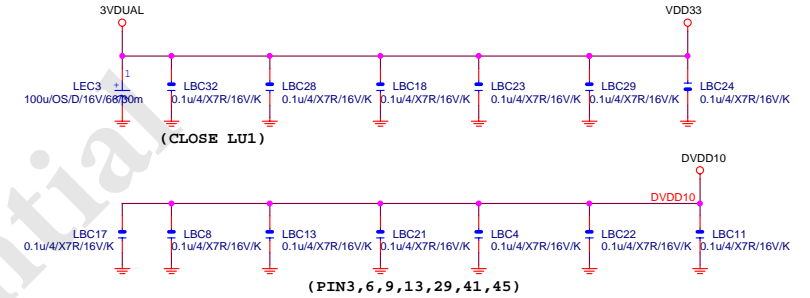 3VDUAL
VDD33
1
+
LEC3
100u/OS/D/16V/66/30m
LBC32
0.1u/4/X7R/16V/K
LBC28
0.1u/4/X7R/16V/K
LBC18
0.1u/4/X7R/16V/K
LBC23
0.1u/4/X7R/16V/K
LBC29
0.1u/4/X7R/16V/K
LBC24
0.1u/4/X7R/16V/K
(CLOSE LU1)
DVDD10
DVDD10
LBC17
0.1u/4/X7R/16V/K
LBC8
0.1u/4/X7R/16V/K
LBC13
0.1u/4/X7R/16V/K
LBC21
0.1u/4/X7R/16V/K
LBC4
0.1u/4/X7R/16V/K
LBC22
0.1u/4/X7R/16V/K
LBC11
0.1u/4/X7R/16V/K
(PIN3,6,9,13,29,41,45)
ntial